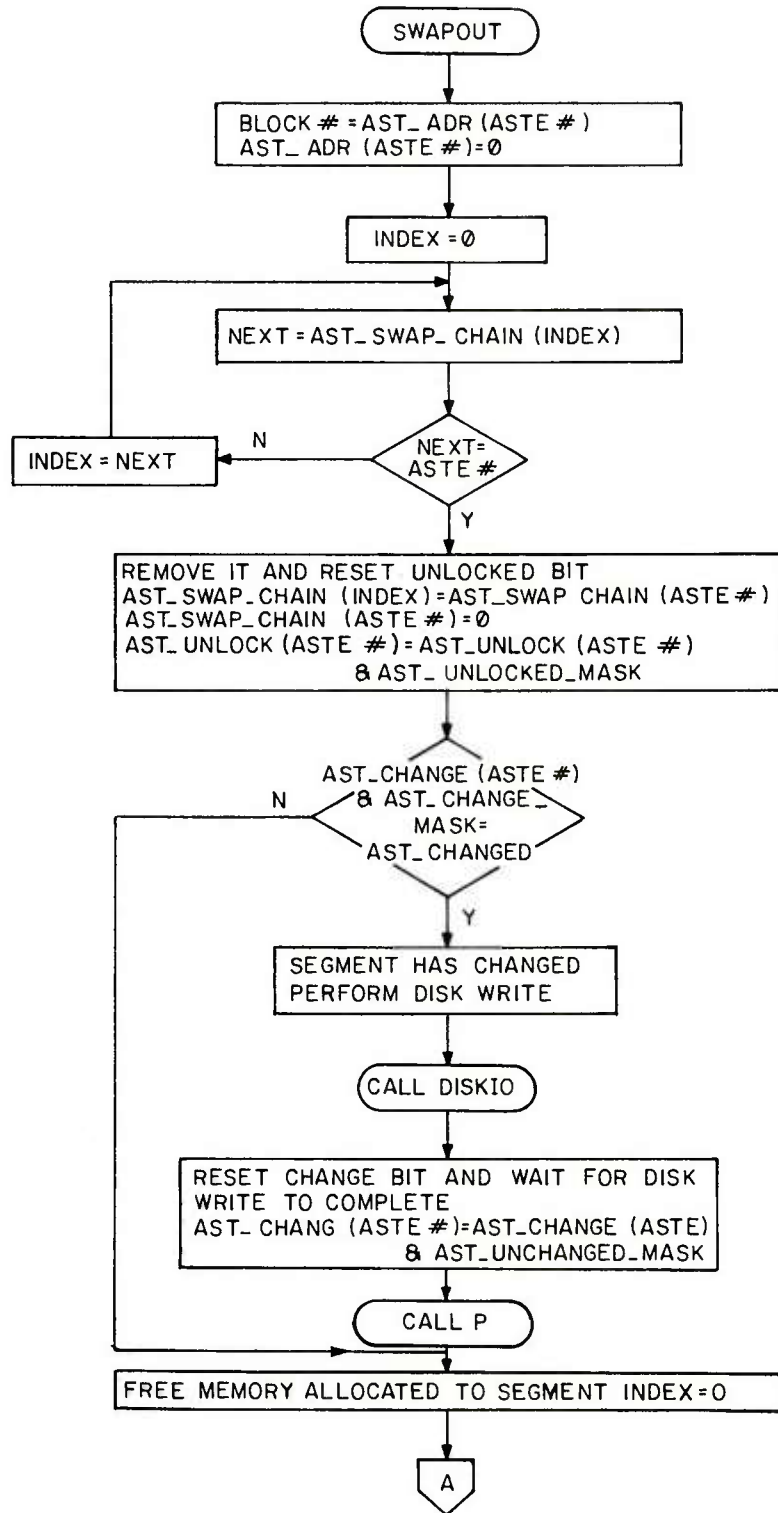 SWAPOUT
BLOCK # = AST_ADR (ASTE #)
AST_ADR (ASTE #)=Ø
INDEX = Ø
NEXT = AST_SWAP_CHAIN (INDEX)
NEXT=
ASTE #
N
INDEX = NEXT
Y
REMOVE IT AND RESET UNLOCKED BIT
AST_SWAP_CHAIN (INDEX)=AST_SWAP CHAIN (ASTE #)
AST_SWAP_CHAIN (ASTE #)=0
AST_UNLOCK (ASTE #)=AST_UNLOCK (ASTE #)
& AST_UNLOCKED_MASK
AST_CHANGE (ASTE #)
& AST_CHANGE_
MASK=
AST_CHANGED
N
Y
SEGMENT HAS CHANGED
PERFORM DISK WRITE
CALL DISKIO
RESET CHANGE BIT AND WAIT FOR DISK
WRITE TO COMPLETE
AST_CHANG (ASTE #)=AST_CHANGE (ASTE)
& AST_UNCHANGED_MASK
CALL P
FREE MEMORY ALLOCATED TO SEGMENT INDEX=0
A